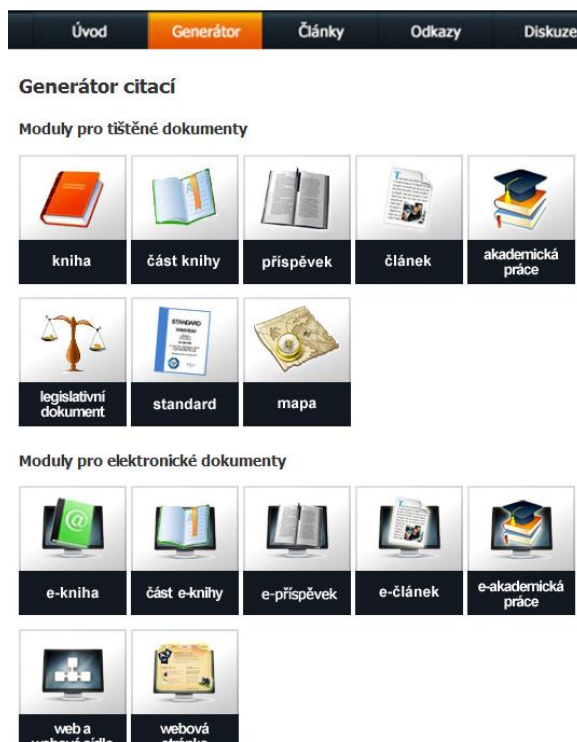 Úvod Generátor Články Odkazy Diskuze
Generátor citací
Moduly pro tištěné dokumenty
kniha část knihy příspěvek článek akademická
práce
STANDARD
legislativní
dokument standard mapa
Moduly pro elektronické dokumenty
e-kniha část e-knihy e-příspěvek e-článek e-akademická
práce
web a webová